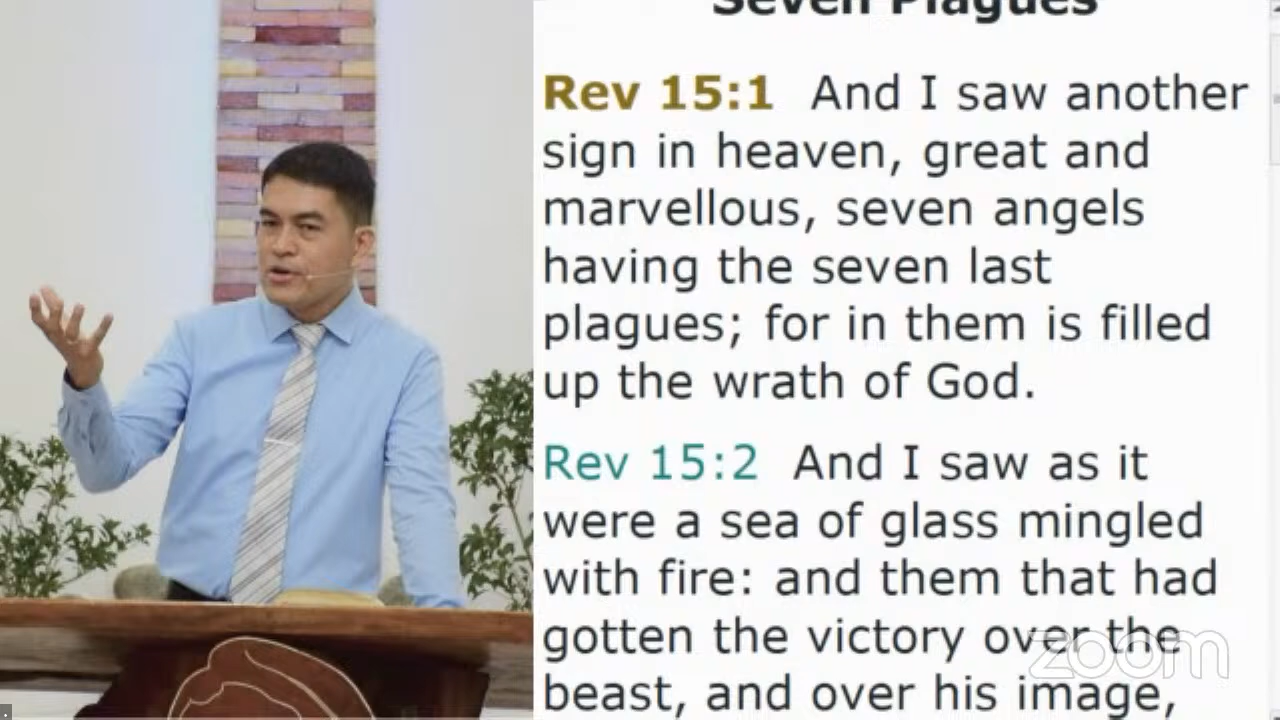 Seven Plagues
Rev 15:1 And I saw another
sign in heaven, great and
marvellous, seven angels
having the seven last
plagues; for in them is filled
up the wrath of God.
Rev 15:2 And I saw as it
were a sea of glass mingled
with fire: and them that had
gotten the victory over the
beast, and over his image,
zoom